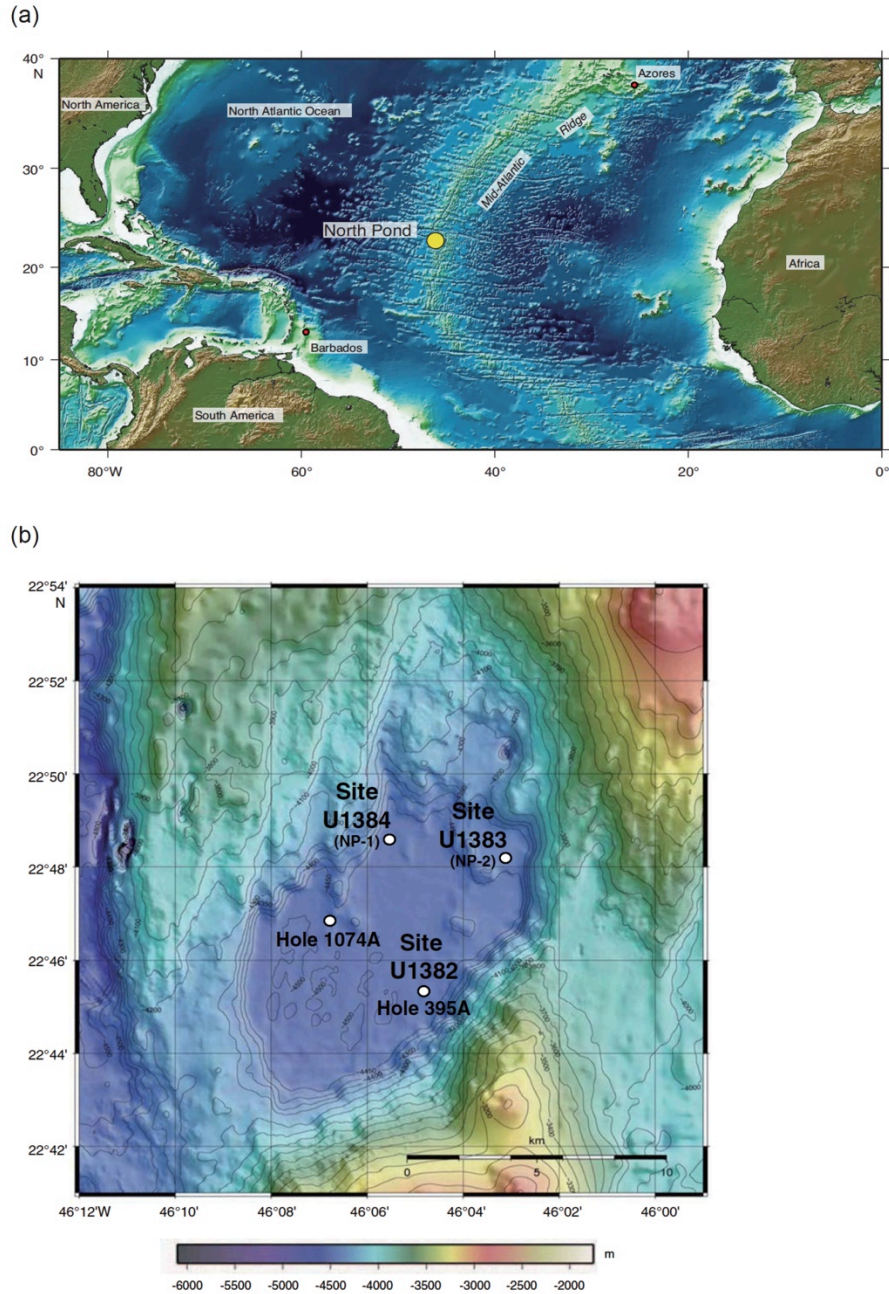 (a)
40°
N
North America
North Atlantic Ocean
Azores
Ridge
30°
Mid-Atlantic
North Pond
20°
Africa
10°
Barbados
South America
0°
80°W
60°
40°
20°
0°
(b)
22°54'
N
22°52'
22°50'
Site
U1384
(NP-1)
Site
U1383
(NP-2)
22°48'
Hole 1074A
22°46'
Site
U1382
Hole 395A
22°44'
22°42'
km
0
5
10
46°12'W
46°10'
46°08'
46°06'
46°04'
46°02'
46°00'
m
-6000
-5500
-5000
-4500
-4000
-3500
-3000
-2500
-2000